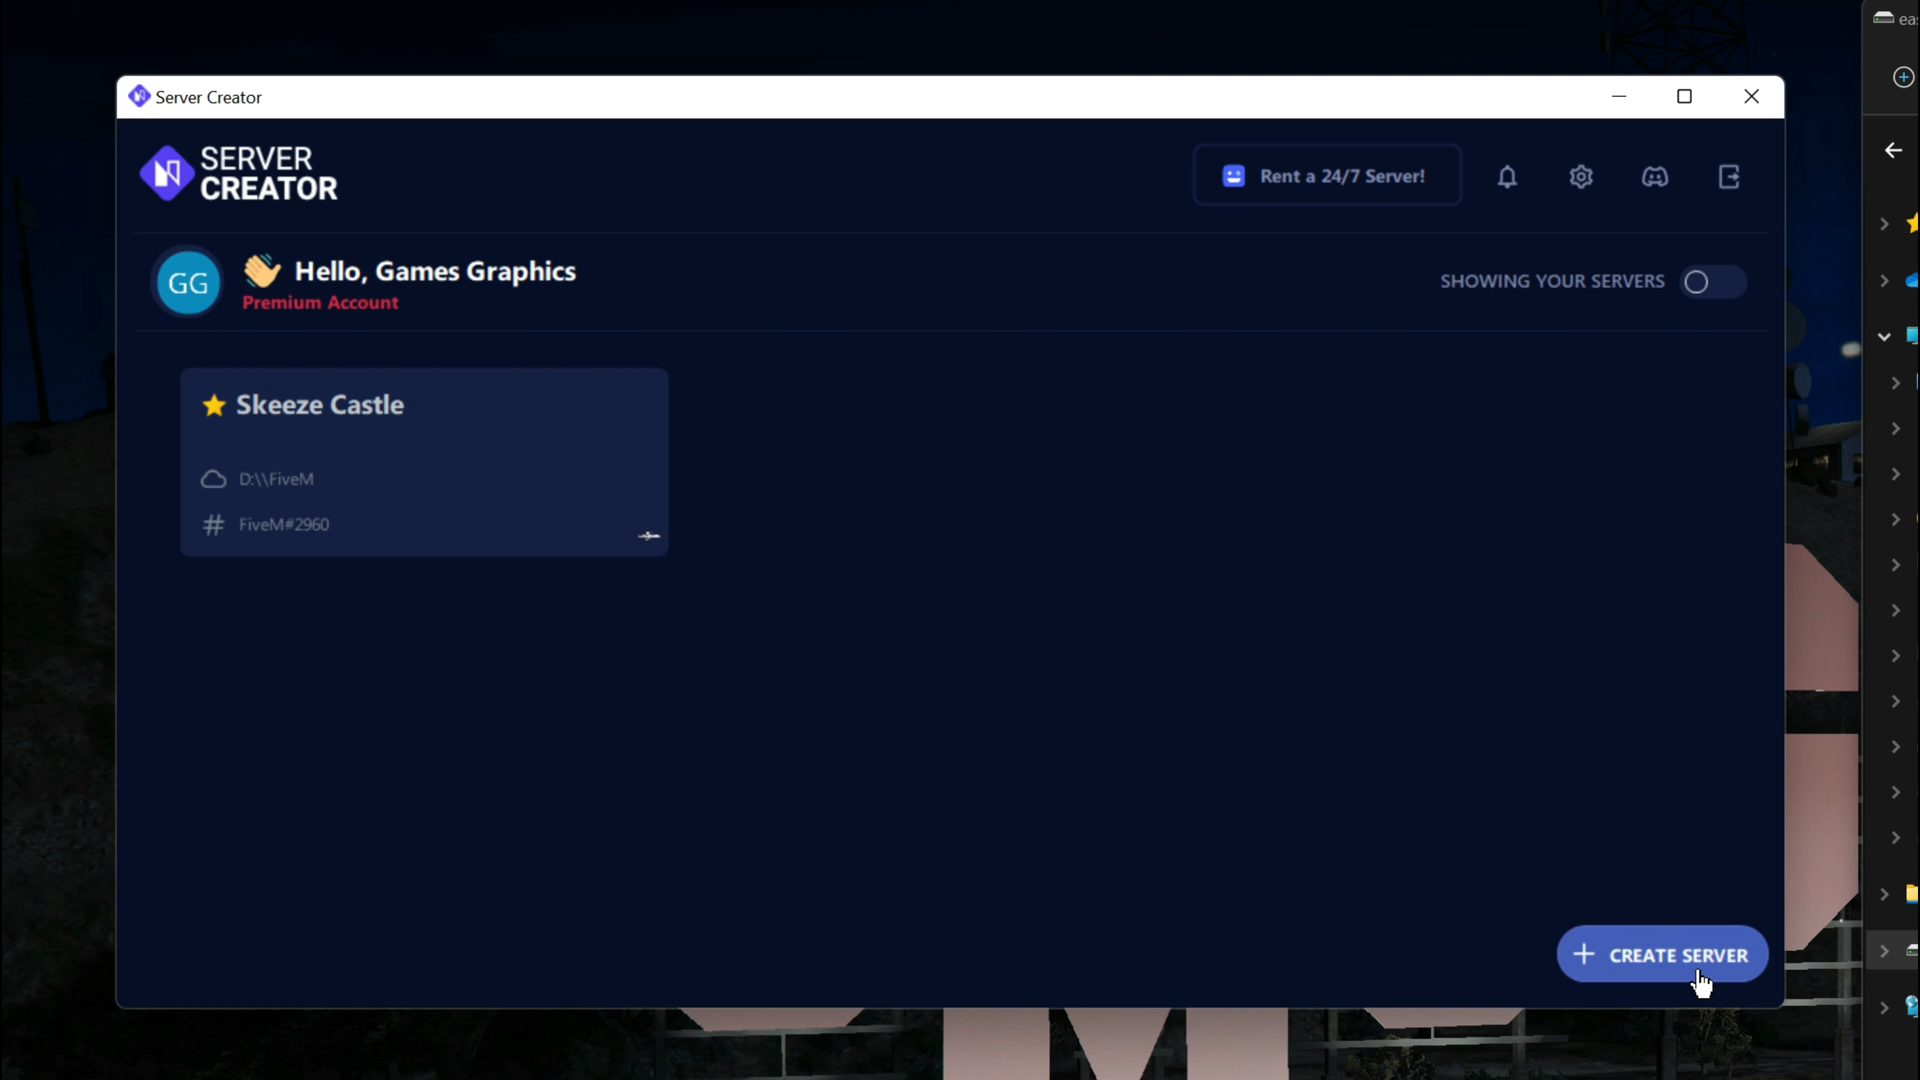 Server Creator
SERVER
CREATOR
Rent a 24/7 Server!
GG
Hello, Games Graphics
Premium Account
SHOWING YOUR SERVERS
Skeeze Castle
D:\\FiveM
FiveM#2960
CREATE SERVER